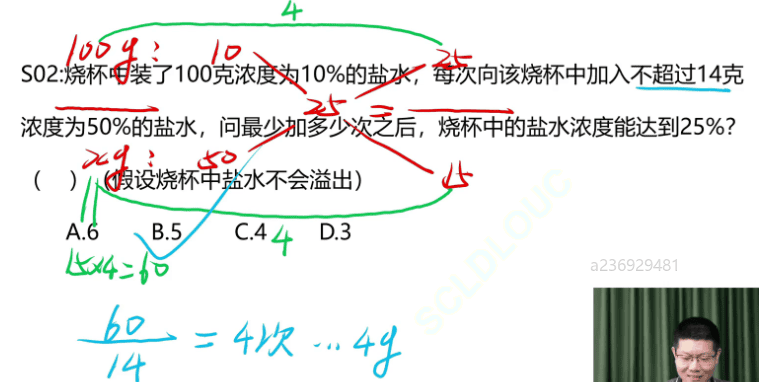 4
100g: 10 25
S02:烧杯中装了100克浓度为10%的盐水，每次向该烧杯中加入不超过14克
25 =
浓度为50%的盐水，问最少加多少次之后，烧杯中的盐水浓度能达到25%?
xg: 50 15
（ ）(假设烧杯中盐水不会溢出)
A.6 B.5 C.4 D.3
4
15×4=60
a236929481
SCLDLOUC
60/14 = 4次 ... 4g